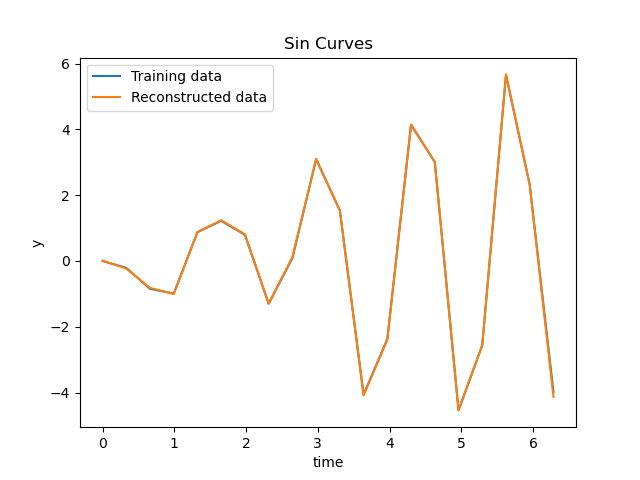 Sin Curves
Training data
Reconstructed data
y
6
4
2
0
−2
−4
0 1 2 3 4 5 6
time